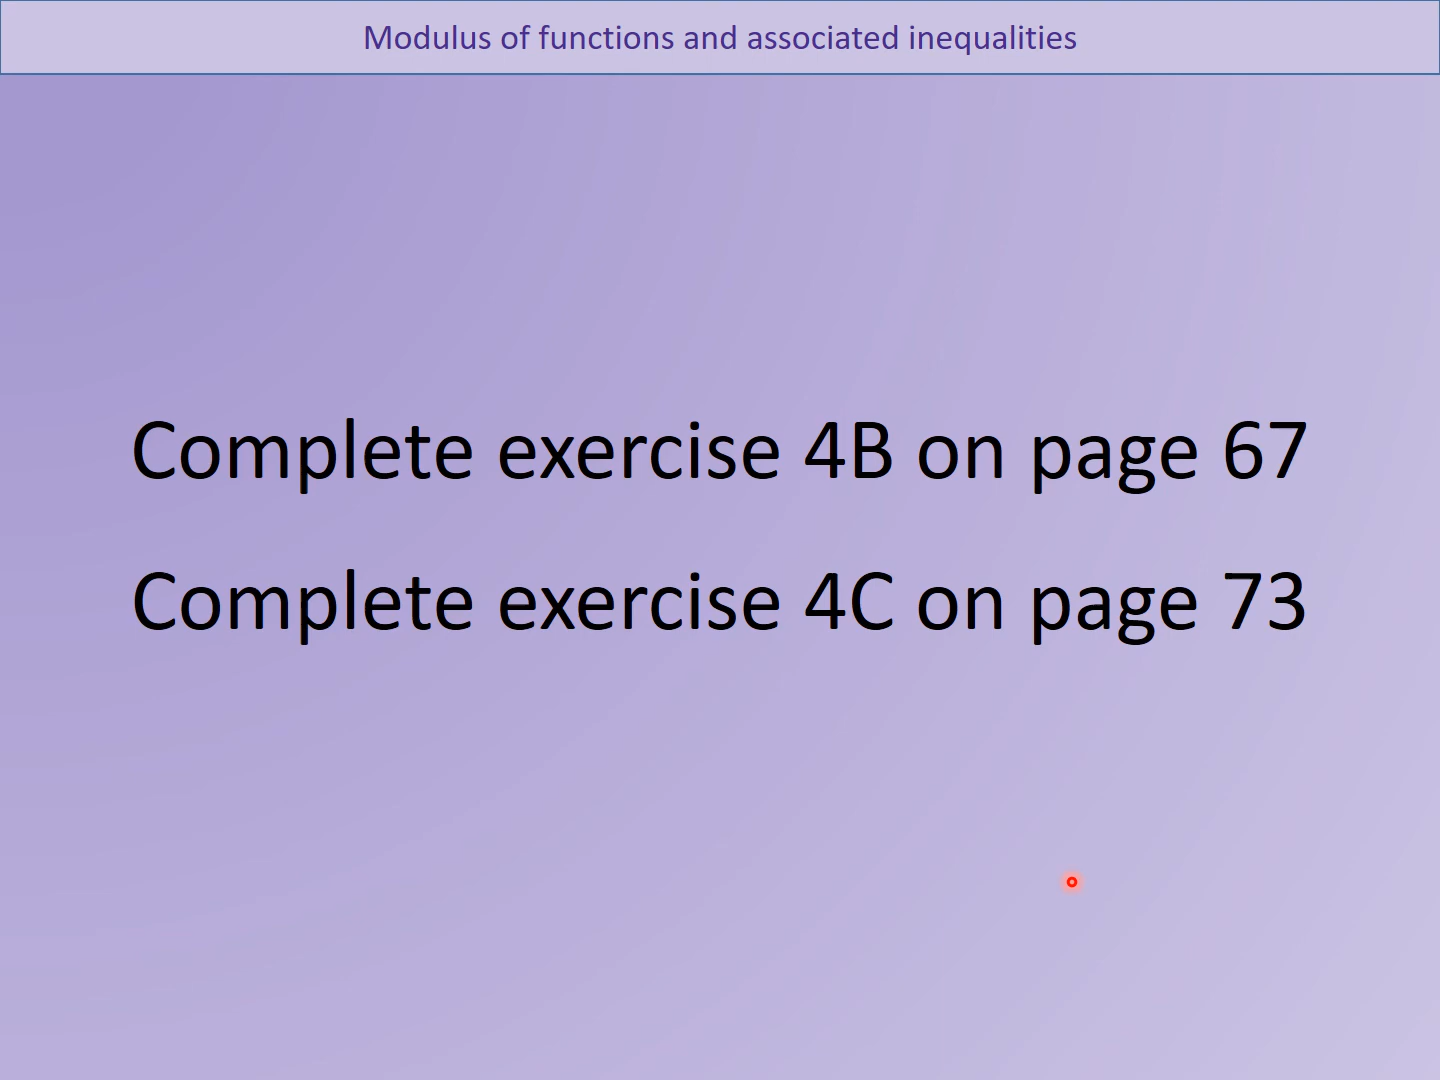 Modulus of functions and associated inequalities
Complete exercise 4B on page 67
Complete exercise 4C on page 73